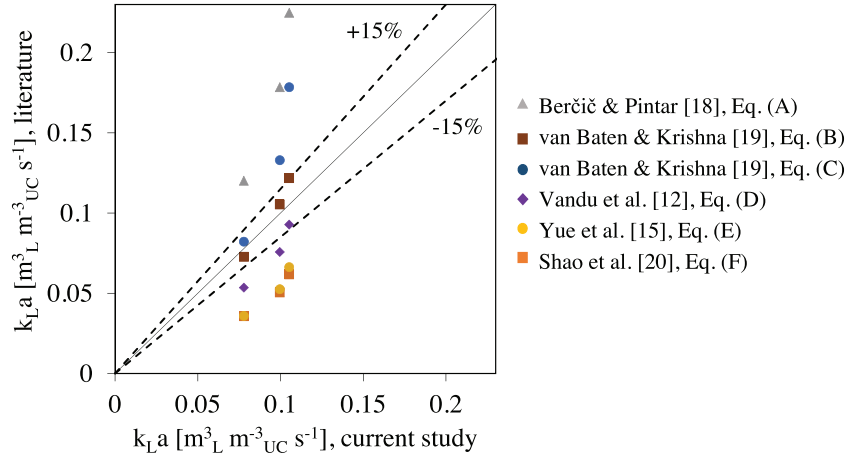 k_L a [m³_L m⁻³_UC s⁻¹], literature
0.2
0.15
0.1
0.05
0
+15%
-15%
0 0.05 0.1 0.15 0.2
k_L a [m³_L m⁻³_UC s⁻¹], current study
Berčič & Pintar [18], Eq. (A)
van Baten & Krishna [19], Eq. (B)
van Baten & Krishna [19], Eq. (C)
Vandu et al. [12], Eq. (D)
Yue et al. [15], Eq. (E)
Shao et al. [20], Eq. (F)